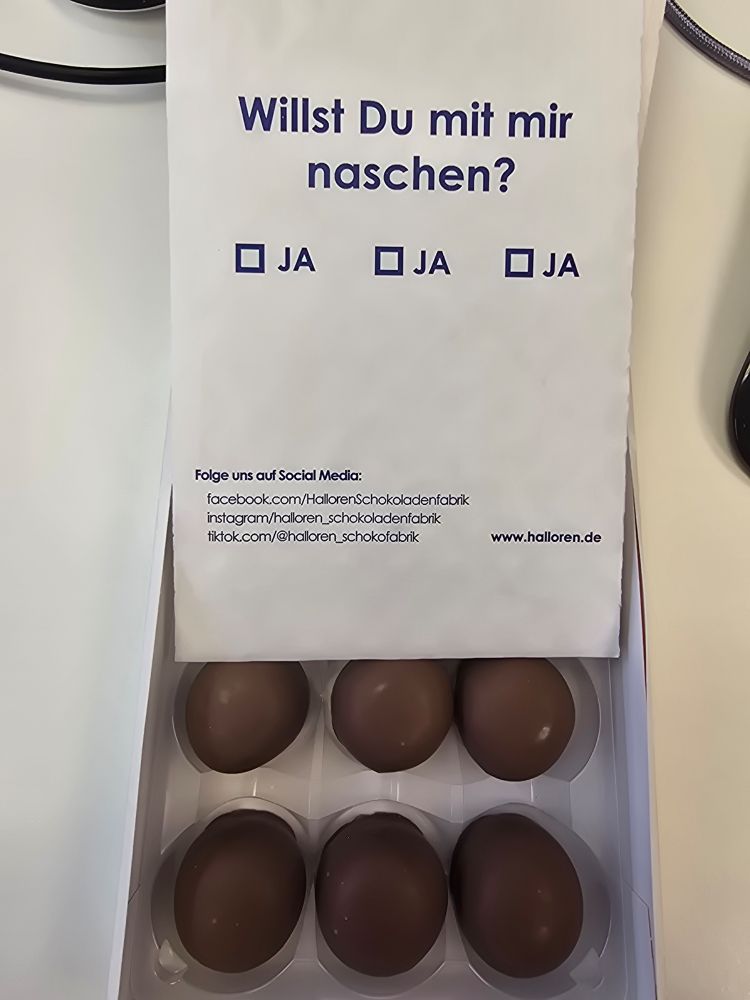 Willst Du mit mir
naschen?
JA JA JA
Folge uns auf Social Media:
facebook.com/HallorenSchokoladenfabrik
instagram/halloren_schokoladenfabrik
tiktok.com/@halloren_schokofabrik www.halloren.de